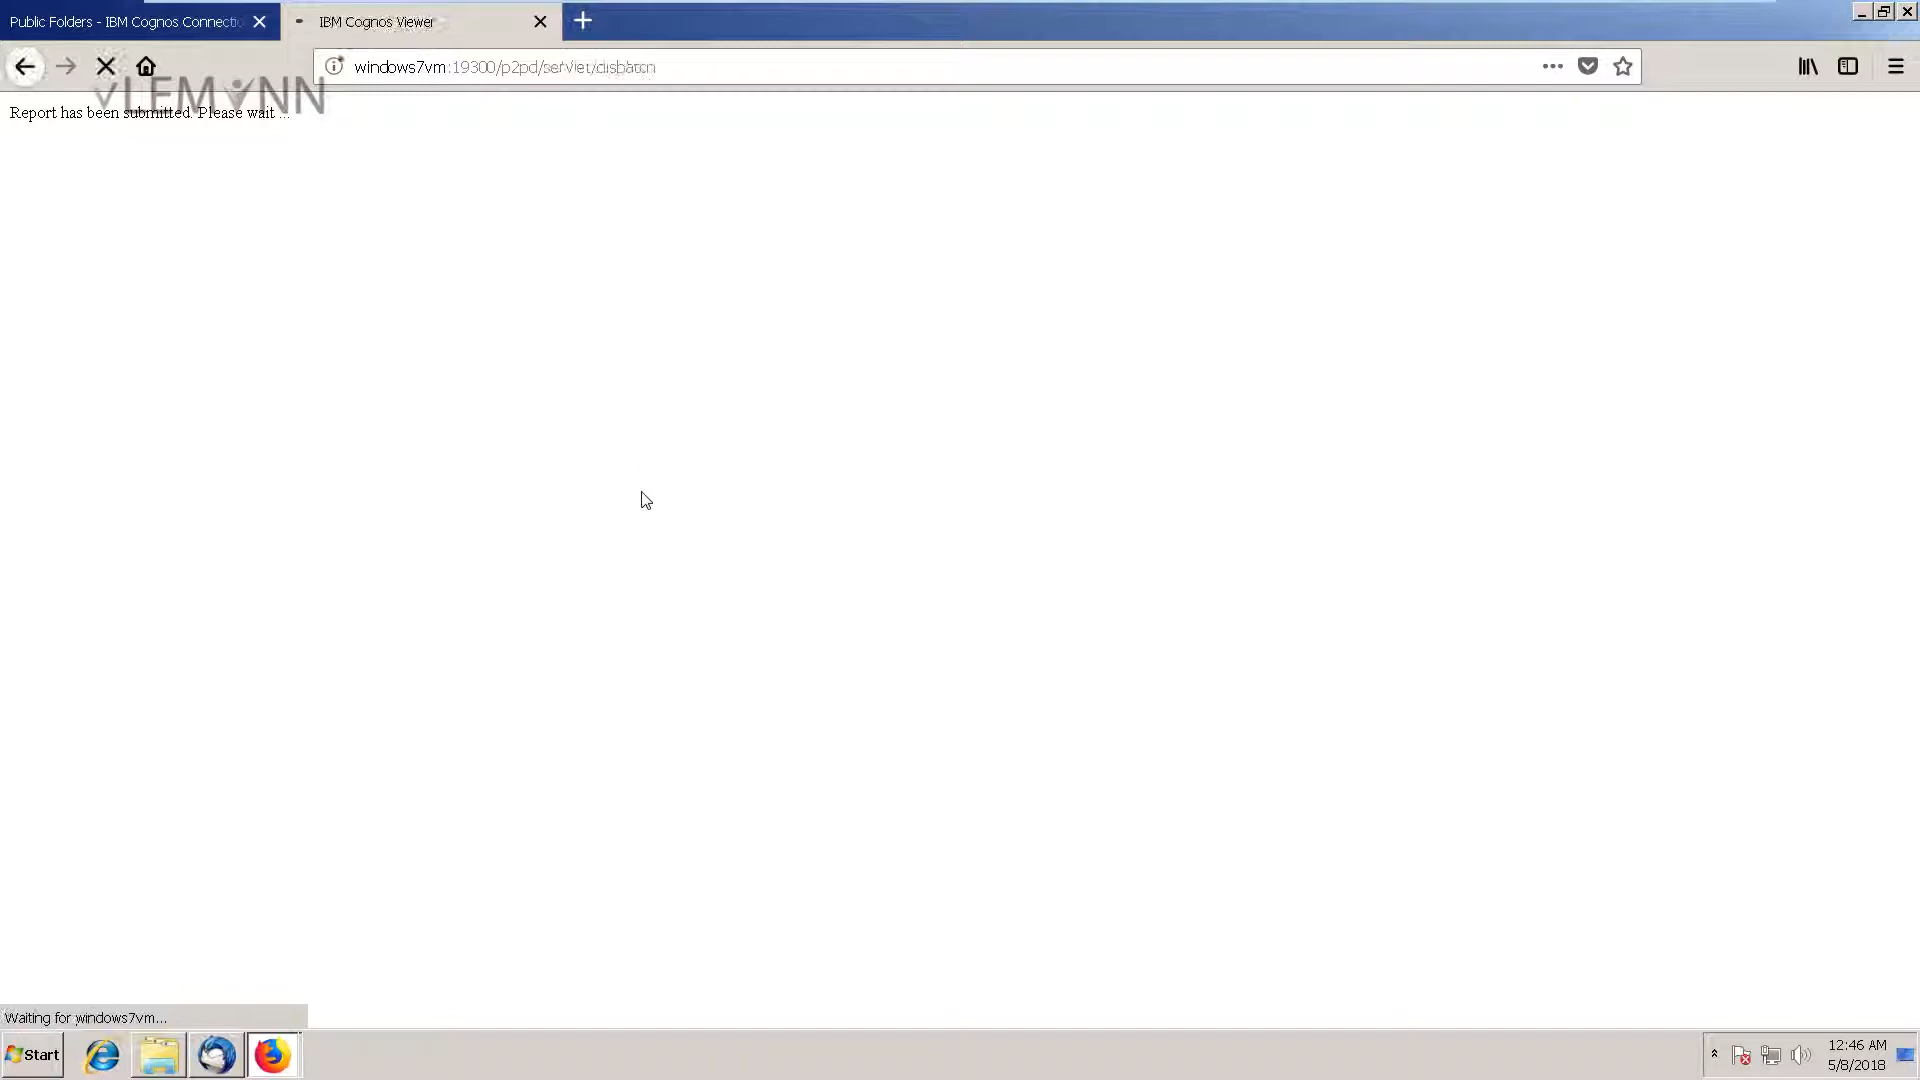 Public Folders - IBM Cognos Connectio
IBM Cognos Viewer
windows7vm:19300/p2pd/servlet/dispatch
Report has been submitted. Please wait ...
Waiting for windows7vm...
Start
12:46 AM
5/8/2018